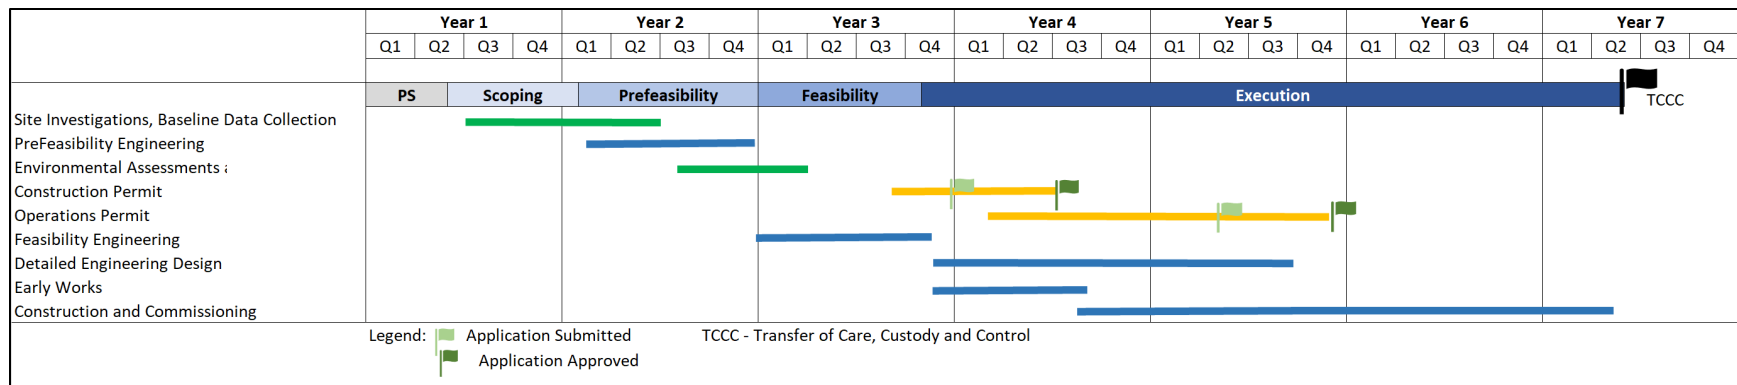 Year 1 Year 2 Year 3 Year 4 Year 5 Year 6 Year 7
Q1 Q2 Q3 Q4 Q1 Q2 Q3 Q4 Q1 Q2 Q3 Q4 Q1 Q2 Q3 Q4 Q1 Q2 Q3 Q4 Q1 Q2 Q3 Q4 Q1 Q2 Q3 Q4
PS Scoping Prefeasibility Feasibility Execution
TCCC
Site Investigations, Baseline Data Collection
PreFeasibility Engineering
Environmental Assessments
Construction Permit
Operations Permit
Feasibility Engineering
Detailed Engineering Design
Early Works
Construction and Commissioning
Legend: Application Submitted TCCC - Transfer of Care, Custody and Control
Application Approved